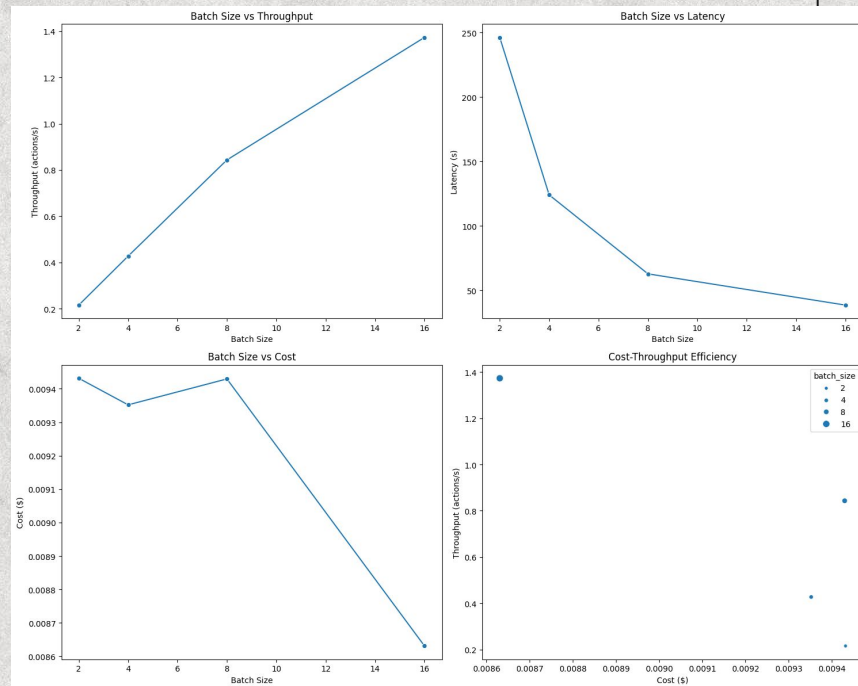 Batch Size vs Throughput
1.4
1.2
1.0
0.8
0.6
0.4
0.2
Throughput (actions/s)
2 4 6 8 10 12 14 16
Batch Size
Batch Size vs Latency
250
200
150
100
50
Latency (s)
2 4 6 8 10 12 14 16
Batch Size
Batch Size vs Cost
0.0094
0.0093
0.0092
0.0091
0.0090
0.0089
0.0088
0.0087
0.0086
Cost ($)
2 4 6 8 10 12 14 16
Batch Size
Cost-Throughput Efficiency
batch_size
2
4
8
16
1.4
1.2
1.0
0.8
0.6
0.4
0.2
Throughput (actions/s)
0.0086 0.0087 0.0088 0.0089 0.0090 0.0091 0.0092 0.0093 0.0094
Cost ($)